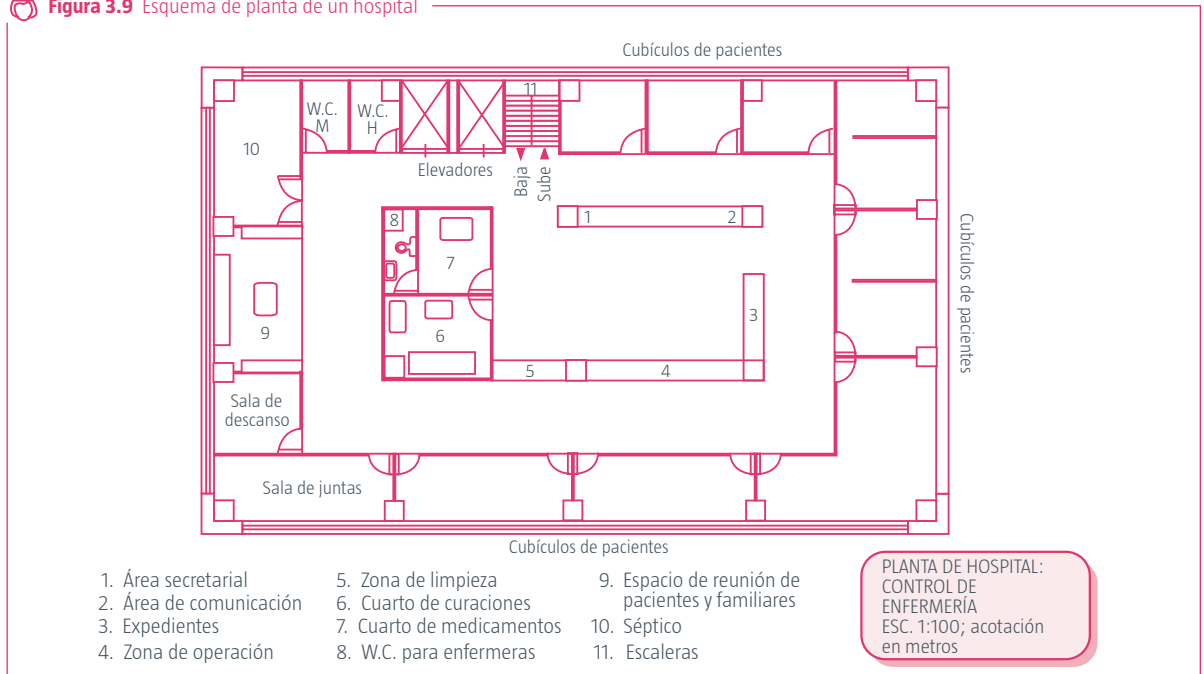 Figura 3.9 Esquema de planta de un hospital
Cubículos de pacientes
11
W.C.
M
W.C.
H
10
Elevadores
Baja
Sube
8
1
2
7
Cubículos de pacientes
9
6
3
5
4
Sala de
descanso
Sala de juntas
Cubículos de pacientes
1. Área secretarial
2. Área de comunicación
3. Expedientes
4. Zona de operación
5. Zona de limpieza
6. Cuarto de curaciones
7. Cuarto de medicamentos
8. W.C. para enfermeras
9. Espacio de reunión de
pacientes y familiares
10. Séptico
11. Escaleras
PLANTA DE HOSPITAL:
CONTROL DE
ENFERMERÍA
ESC. 1:100; acotación
en metros